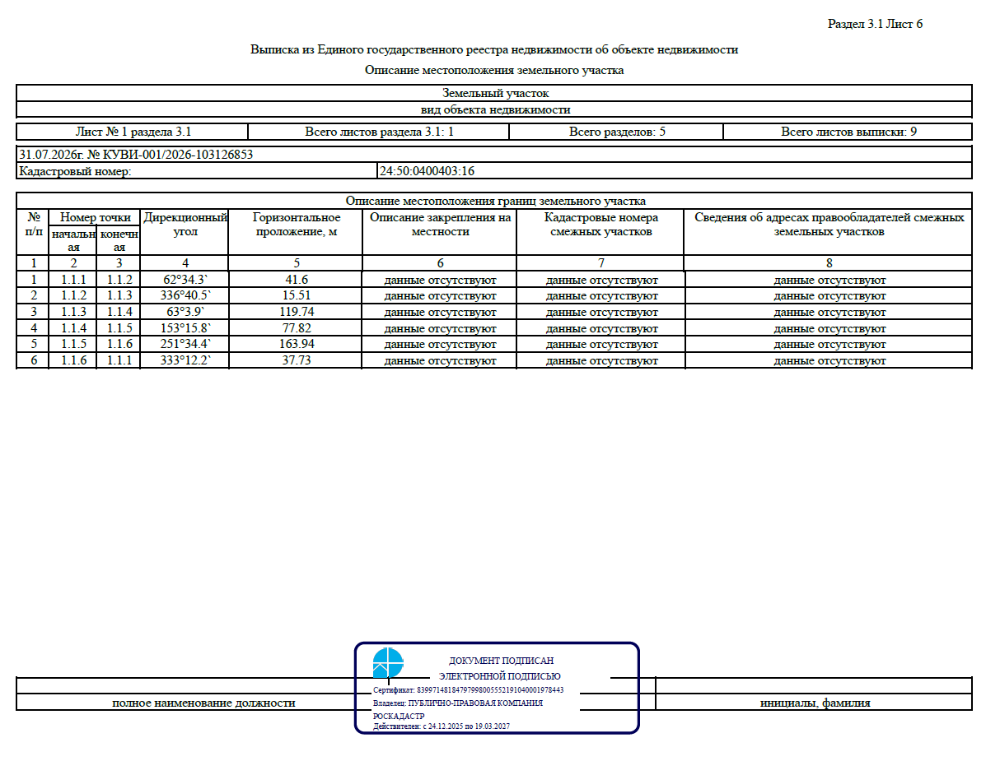 Раздел 3.1 Лист 6
Выписка из Единого государственного реестра недвижимости об объекте недвижимости
Описание местоположения земельного участка
Земельный участок
вид объекта недвижимости
Лист № 1 раздела 3.1 Всего листов раздела 3.1: 1 Всего разделов: 5 Всего листов выписки: 9
31.07.2026г. № КУВИ-001/2026-103126853
Кадастровый номер: 24:50:0400403:16
Описание местоположения границ земельного участка
№ Номер точки Дирекционный Горизонтальное Описание закрепления на Кадастровые номера Сведения об адресах правообладателей смежных
п/п начальн конечн угол проложение, м местности смежных участков земельных участков
ая ая
1 2 3 4 5 6 7 8
1 1.1.1 1.1.2 62°34.3` 41.6 данные отсутствуют данные отсутствуют данные отсутствуют
2 1.1.2 1.1.3 336°40.5` 15.51 данные отсутствуют данные отсутствуют данные отсутствуют
3 1.1.3 1.1.4 63°3.9` 119.74 данные отсутствуют данные отсутствуют данные отсутствуют
4 1.1.4 1.1.5 153°15.8` 77.82 данные отсутствуют данные отсутствуют данные отсутствуют
5 1.1.5 1.1.6 251°34.4` 163.94 данные отсутствуют данные отсутствуют данные отсутствуют
6 1.1.6 1.1.1 333°12.2` 37.73 данные отсутствуют данные отсутствуют данные отсутствуют
ДОКУМЕНТ ПОДПИСАН
ЭЛЕКТРОННОЙ ПОДПИСЬЮ
Сертификат: 83997148184797998005552191040001978443
Владелец: ПУБЛИЧНО-ПРАВОВАЯ КОМПАНИЯ
РОСКАДАСТР
Действителен: с 24.12.2025 по 19.03.2027
полное наименование должности инициалы, фамилия